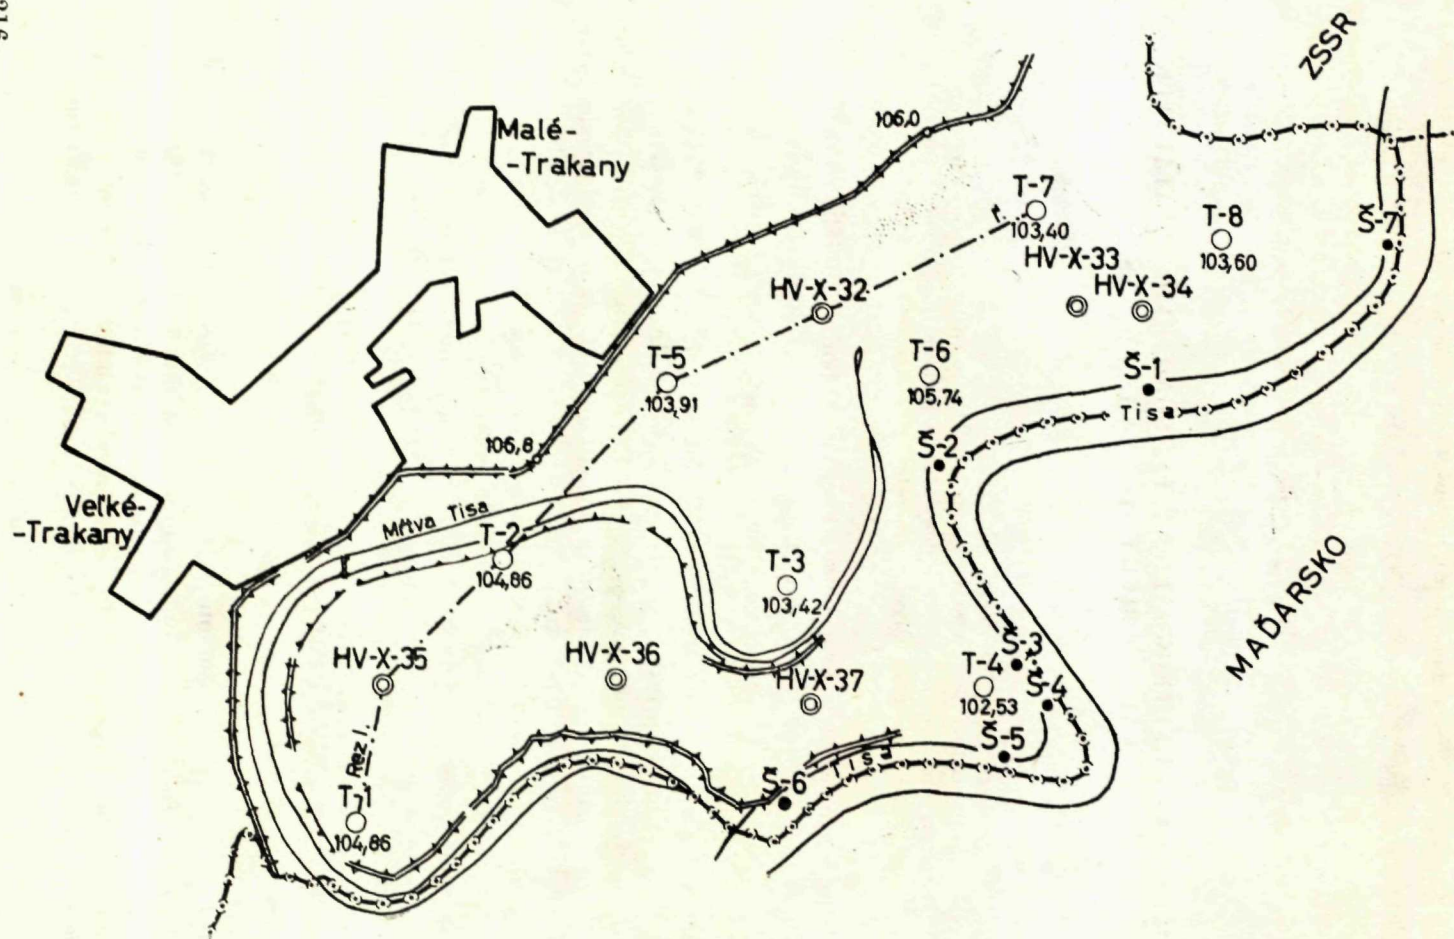 916
ZSSR
Malé-
-Trakany
106,0
T-7
103,40
T-8
103,60
Š-7
HV-X-33
HV-X-34
HV-X-32
T-5
103,91
T-6
105,74
Š-1
Tisa
106,8
Š-2
Veľké-
-Trakany
Mŕtva Tisa
T-2
104,86
T-3
103,42
MAĎARSKO
HV-X-35
HV-X-36
HV-X-37
Š-3
T-4
102,53
Š-4
Š-5
Tisa
Rez I
Š-6
T-1
104,86